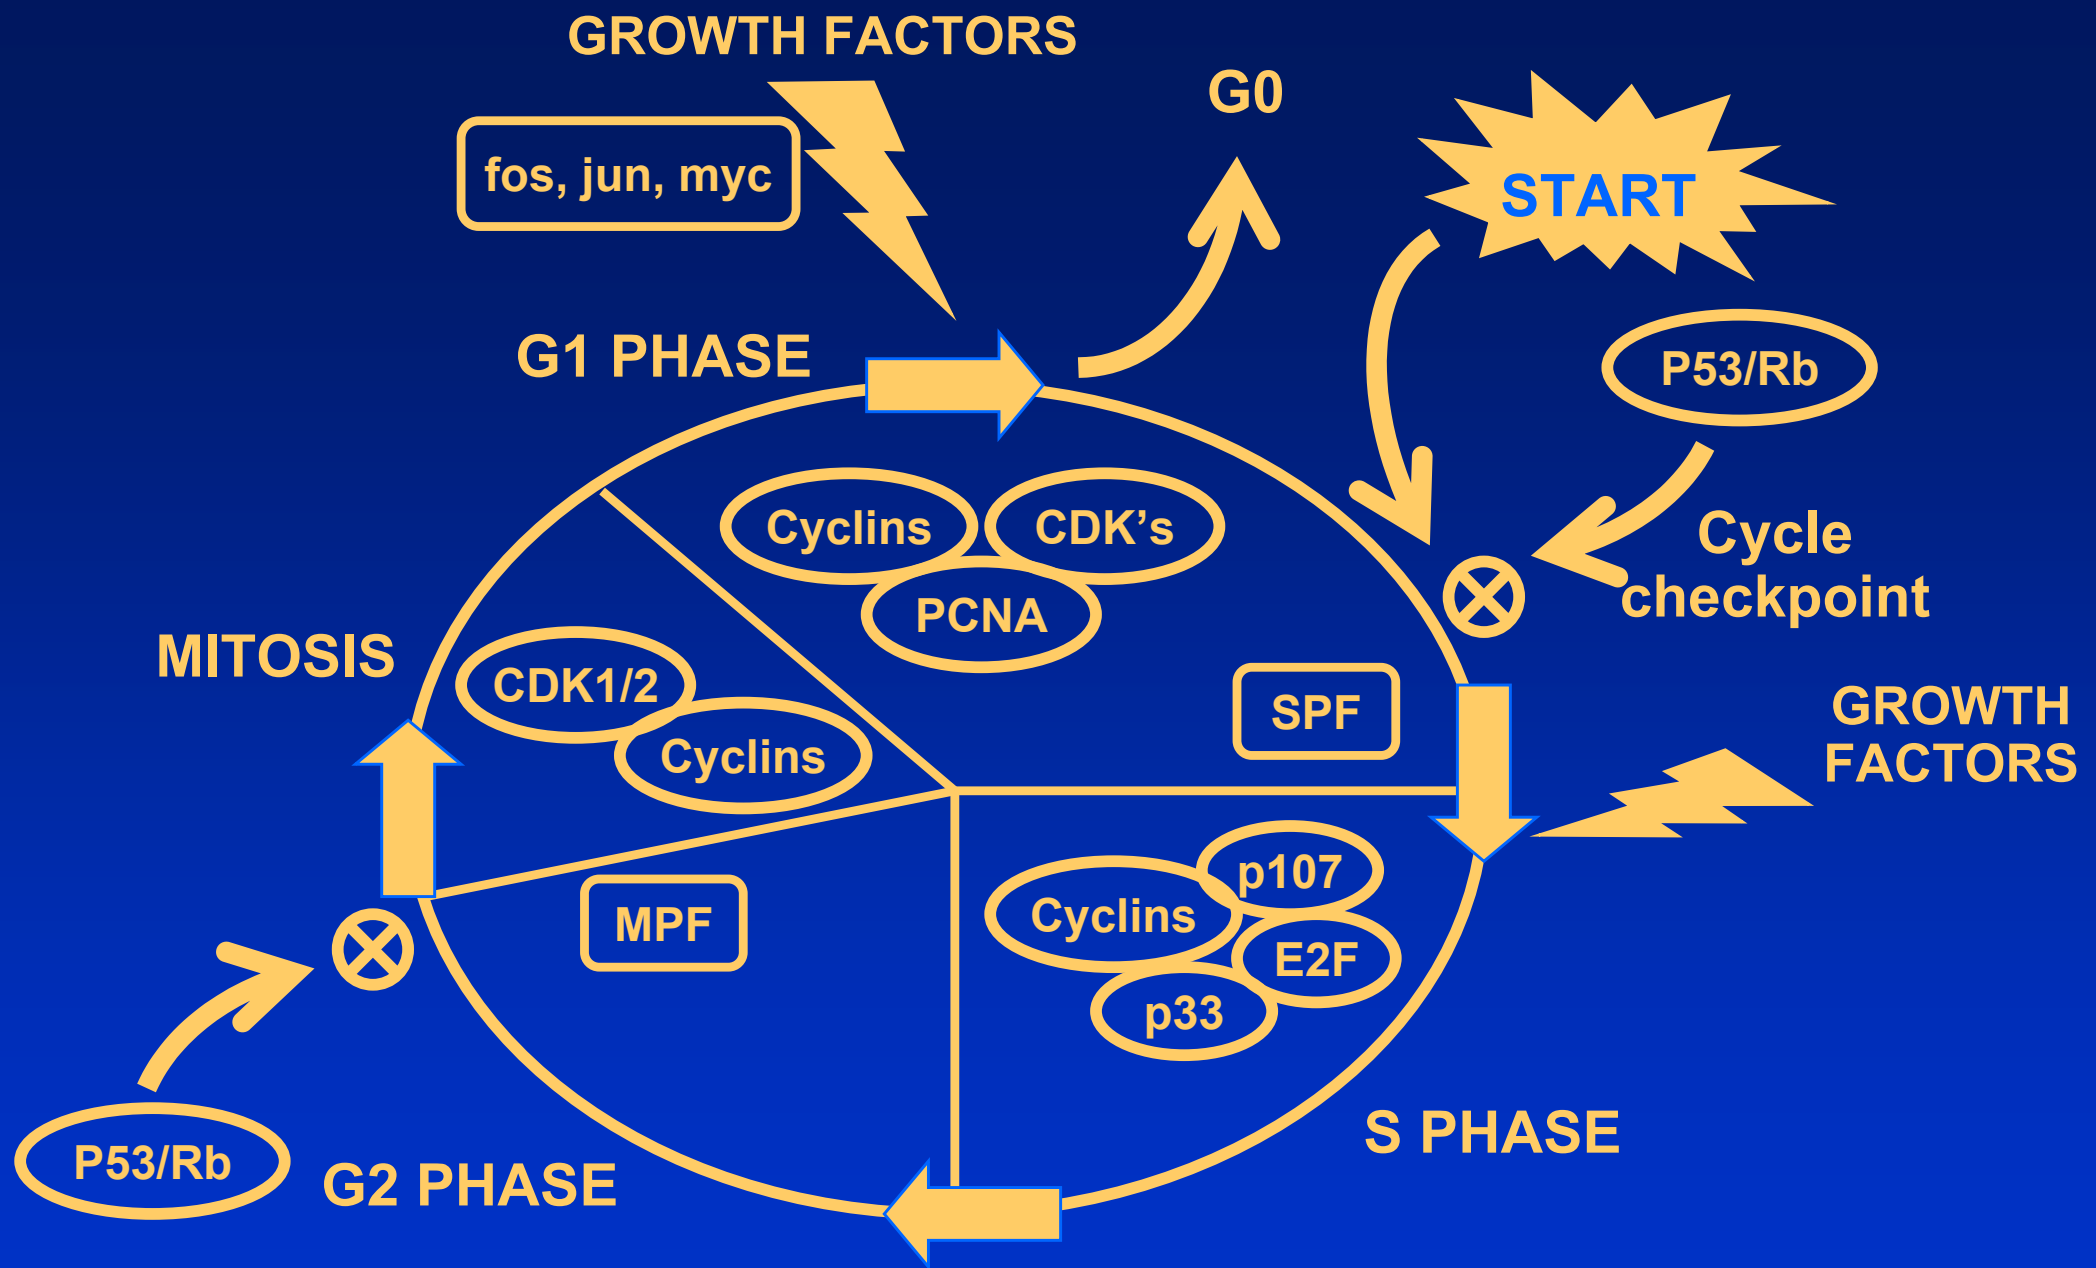 GROWTH FACTORS
G0
fos, jun, myc
START
G1 PHASE
P53/Rb
Cyclins
CDK’s
PCNA
Cycle
checkpoint
MITOSIS
CDK1/2
Cyclins
SPF
GROWTH
FACTORS
MPF
p107
Cyclins
E2F
p33
S PHASE
P53/Rb
G2 PHASE